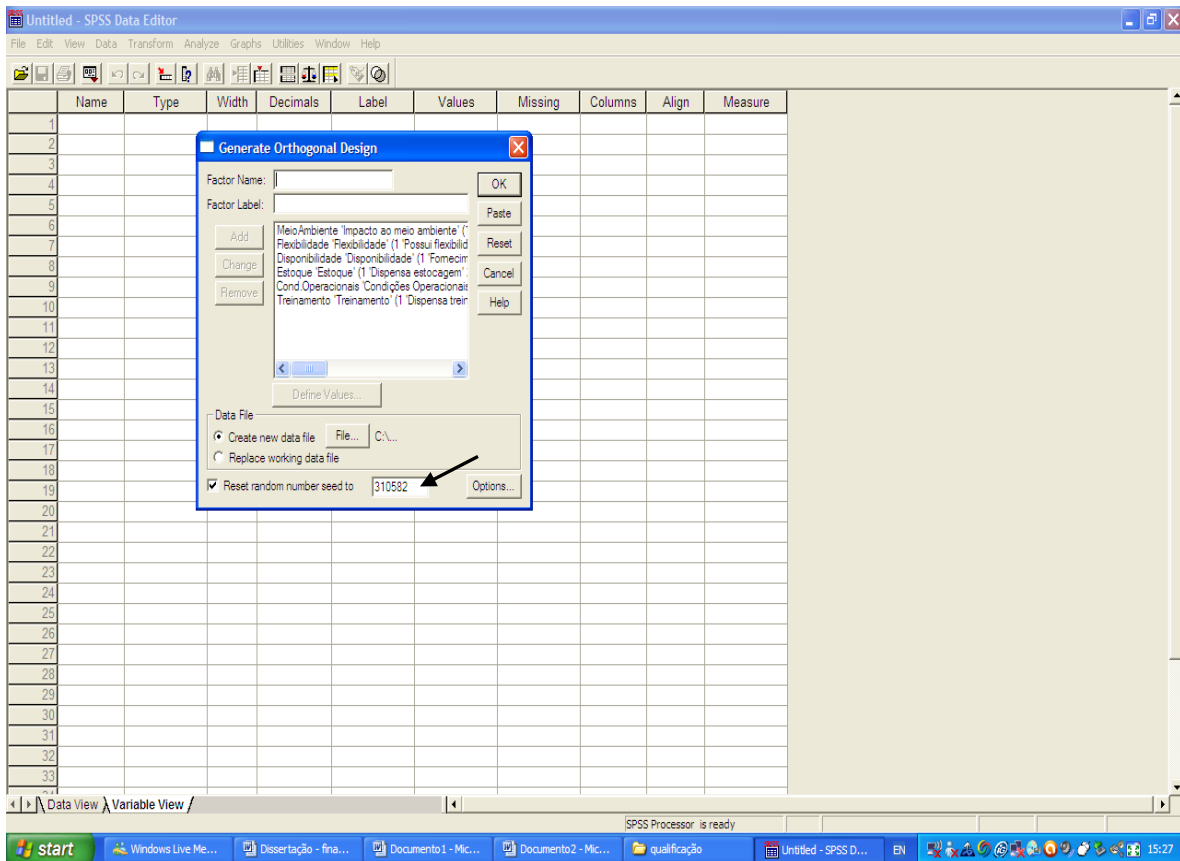 Untitled - SPSS Data Editor
File Edit View Data Transform Analyze Graphs Utilities Window Help
Name Type Width Decimals Label Values Missing Columns Align Measure
1
2
3
4
5
6
7
8
9
10
11
12
13
14
15
16
17
18
19
20
21
22
23
24
25
26
27
28
29
30
31
32
33
Generate Orthogonal Design
Factor Name:
Factor Label:
OK
Paste
Reset
Cancel
Help
Add
Change
Remove
MeioAmbiente 'Impacto ao meio ambiente' ('
Flexibilidade 'Flexibilidade' (1 'Possui flexibilid
Disponibilidade 'Disponibilidade' (1 'Fornecim
Estoque 'Estoque' (1 'Dispensa estocagem'
Cond.Operacionais 'Condições Operacionais
Treinamento 'Treinamento' (1 'Dispensa trein
Define Values...
Data File
Create new data file File... C:\...
Replace working data file
Reset random number seed to 310582 Options...
Data View Variable View
SPSS Processor is ready
start Windows Live Me... Dissertação - fina... Documento1 - Mic... Documento2 - Mic... qualificação Untitled - SPSS D... EN 15:27